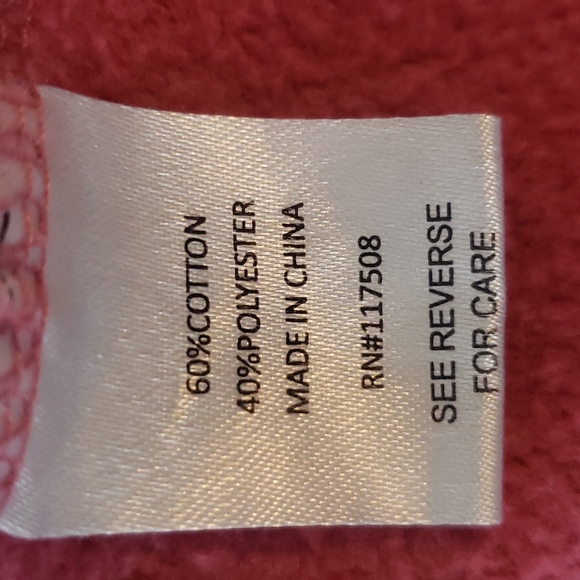 60%COTTON
40%POLYESTER
MADE IN CHINA
RN#117508
SEE REVERSE
FOR CARE